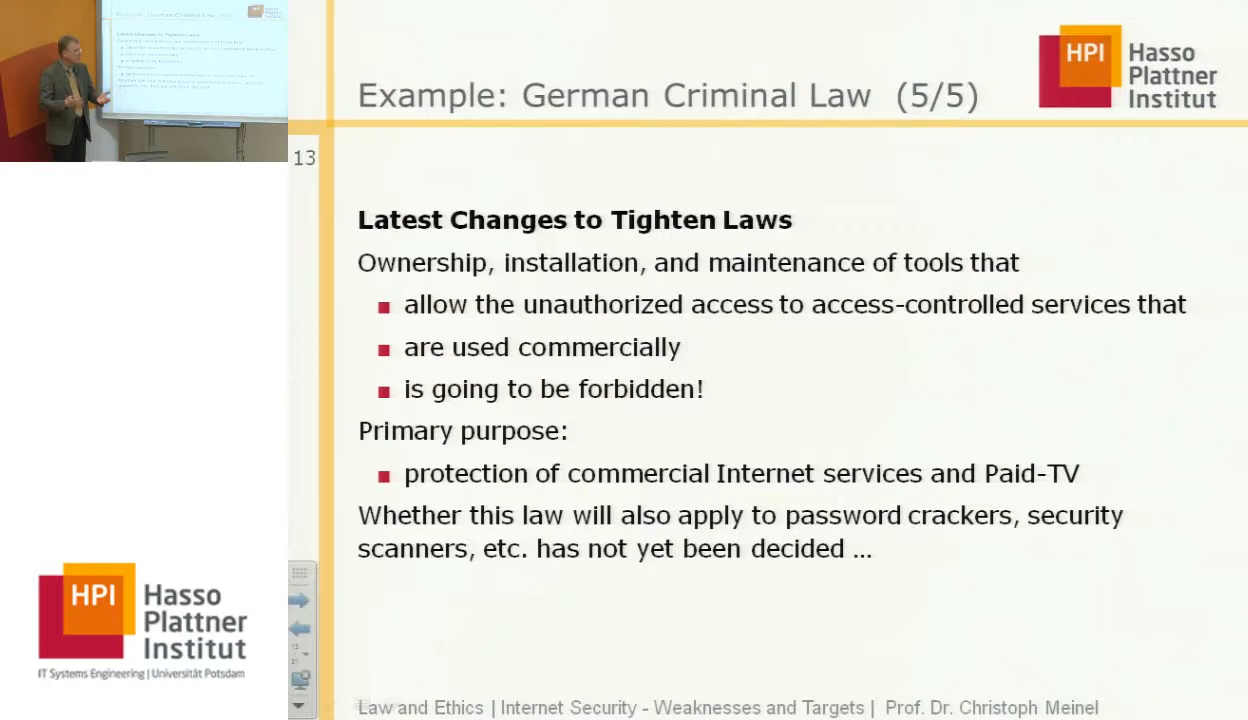 Example: German Criminal Law (5/5)
HPI
Hasso
Plattner
Institut
13
Latest Changes to Tighten Laws
Ownership, installation, and maintenance of tools that
allow the unauthorized access to access-controlled services that
are used commercially
is going to be forbidden!
Primary purpose:
protection of commercial Internet services and Paid-TV
Whether this law will also apply to password crackers, security
scanners, etc. has not yet been decided ...
HPI
Hasso
Plattner
Institut
IT Systems Engineering | Universität Potsdam
Law and Ethics | Internet Security - Weaknesses and Targets | Prof. Dr. Christoph Meinel